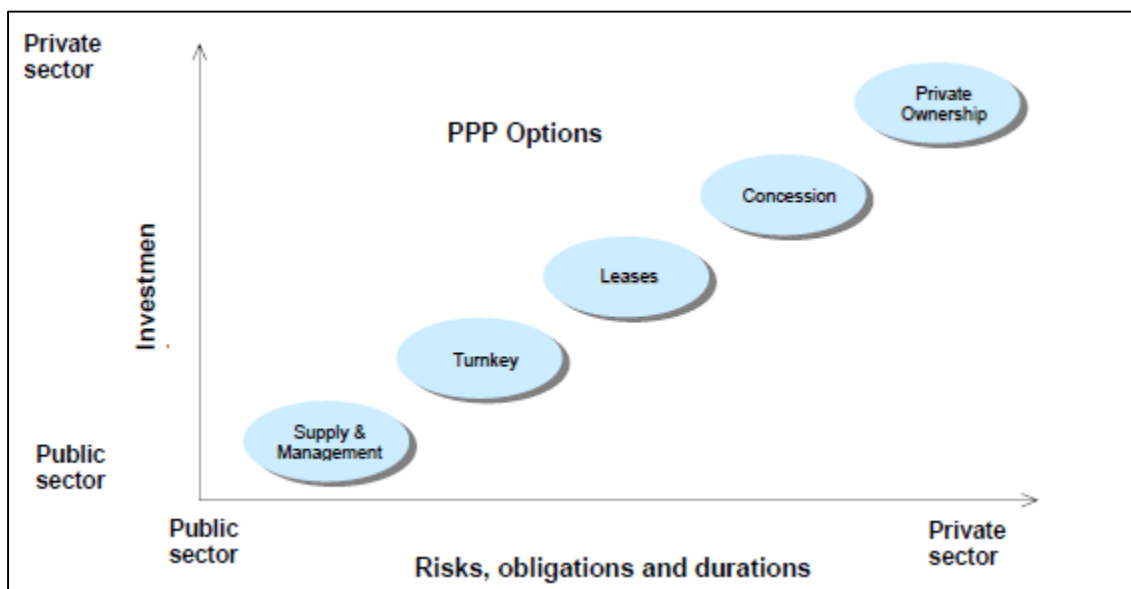 Private
sector
PPP Options
Private
Ownership
Concession
Leases
Turnkey
Supply &
Management
Investmen
Public
sector
Public
sector
Private
sector
Risks, obligations and durations